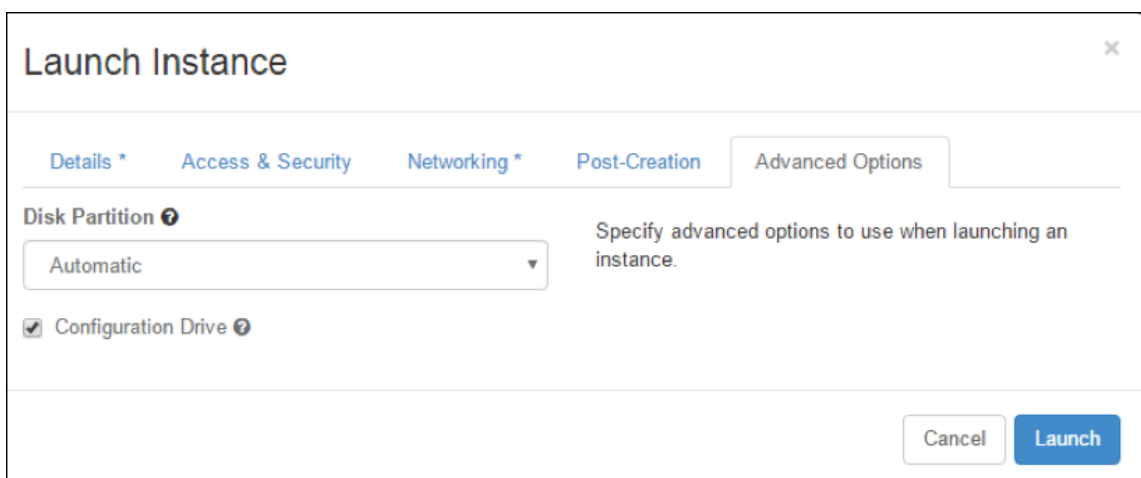 Launch Instance
×
Details * Access & Security Networking * Post-Creation Advanced Options
Disk Partition ?
Specify advanced options to use when launching an
instance.
Automatic
Configuration Drive ?
Cancel Launch